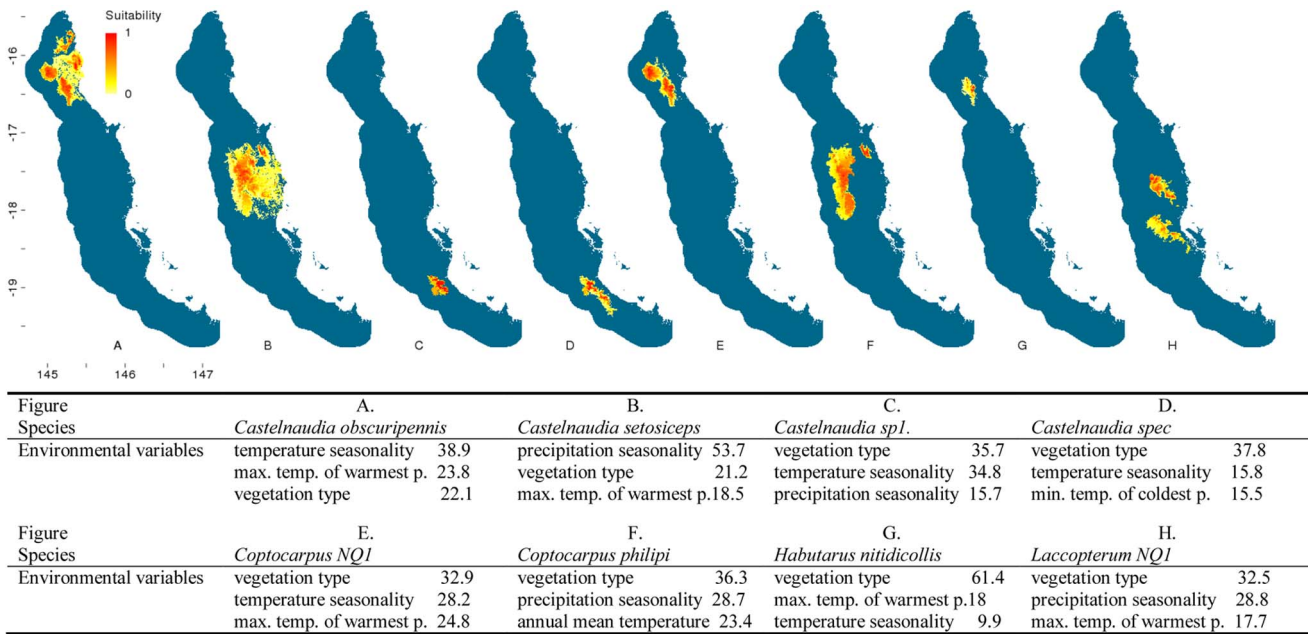 Suitability
1
0
-16
-17
-18
-19
A B C D E F G H
145 146 147
Figure A. B. C. D.
Species Castelnaudia obscuripennis Castelnaudia setosiceps Castelnaudia sp1. Castelnaudia spec
Environmental variables temperature seasonality 38.9 precipitation seasonality 53.7 vegetation type 35.7 vegetation type 37.8
max. temp. of warmest p. 23.8 vegetation type 21.2 temperature seasonality 34.8 temperature seasonality 15.8
vegetation type 22.1 max. temp. of warmest p.18.5 precipitation seasonality 15.7 min. temp. of coldest p. 15.5
Figure E. F. G. H.
Species Coptocarpus NQ1 Coptocarpus philipi Habutarus nitidicollis Laccopterum NQ1
Environmental variables vegetation type 32.9 vegetation type 36.3 vegetation type 61.4 vegetation type 32.5
temperature seasonality 28.2 precipitation seasonality 28.7 max. temp. of warmest p.18 precipitation seasonality 28.8
max. temp. of warmest p. 24.8 annual mean temperature 23.4 temperature seasonality 9.9 max. temp. of warmest p. 17.7